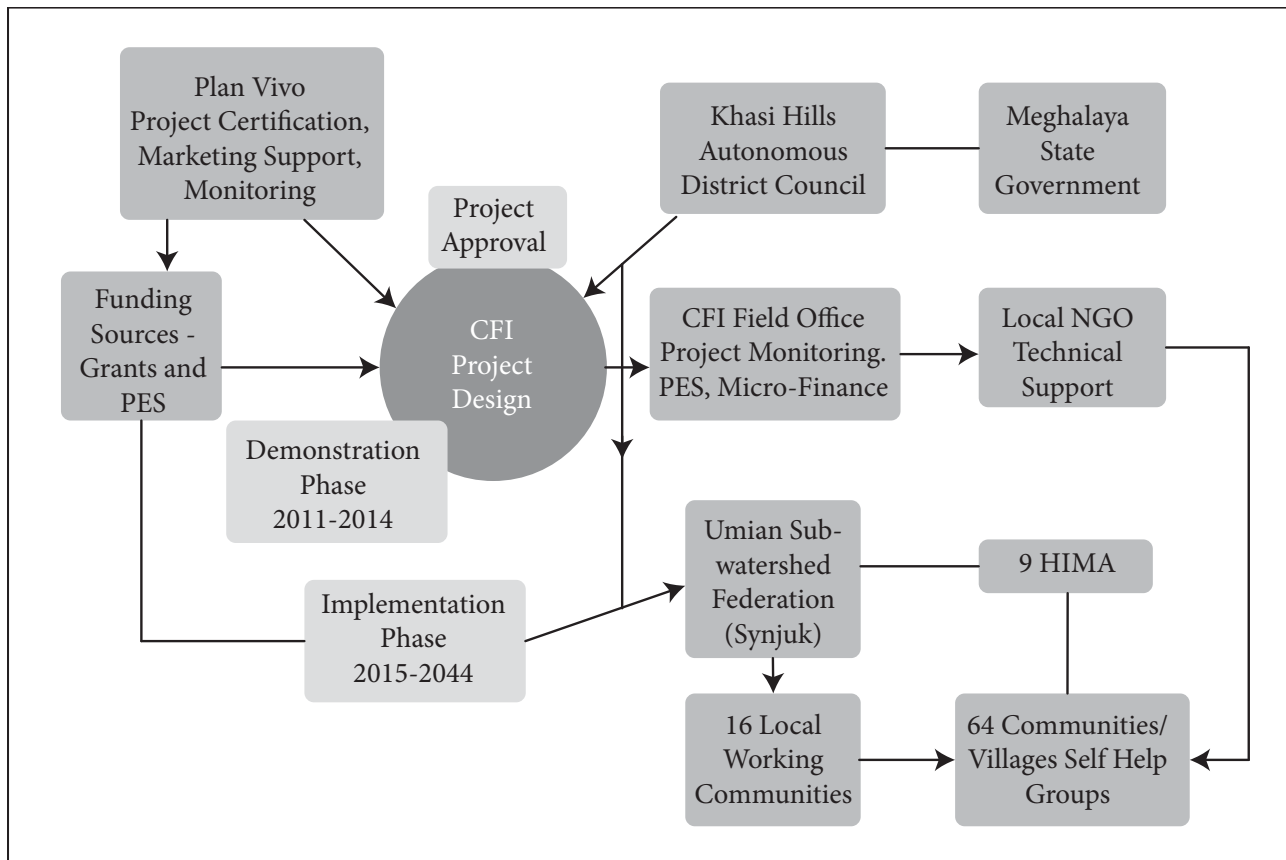 Plan Vivo
Project Certification,
Marketing Support,
Monitoring
Khasi Hills
Autonomous
District Council
Meghalaya
State
Government
Project
Approval
Funding
Sources -
Grants and
PES
CFI
Project
Design
CFI Field Office
Project Monitoring.
PES, Micro-Finance
Local NGO
Technical
Support
Demonstration
Phase
2011-2014
Umian Sub-
watershed
Federation
(Synjuk)
9 HIMA
Implementation
Phase
2015-2044
16 Local
Working
Communities
64 Communities/
Villages Self Help
Groups